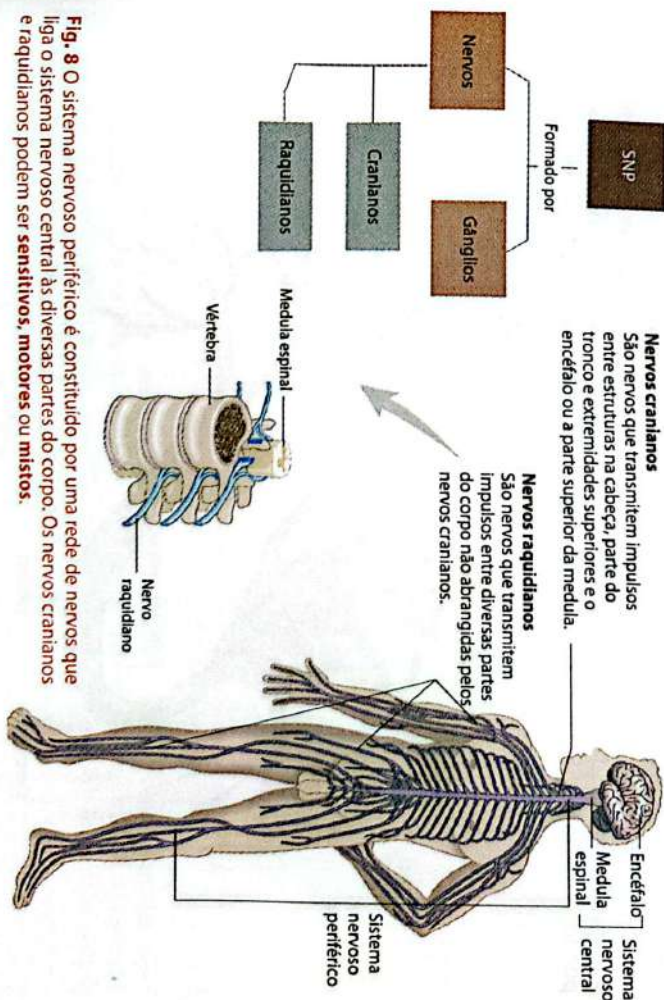 SNP
Formado por
Nervos
Gânglios
Cranianos
Raquidianos
Nervos cranianos
São nervos que transmitem impulsos
entre estruturas na cabeça, parte do
tronco e extremidades superiores e o
encéfalo ou a parte superior da medula.
Nervos raquidianos
São nervos que transmitem
impulsos entre diversas partes
do corpo não abrangidas pelos
nervos cranianos.
Medula espinal
Vértebra
Nervo
raquidiano
Encéfalo
Medula
espinal
Sistema
nervoso
central
Sistema
nervoso
periférico
Fig. 8 O sistema nervoso periférico é constituído por uma rede de nervos que
liga o sistema nervoso central às diversas partes do corpo. Os nervos cranianos
e raquidianos podem ser sensitivos, motores ou mistos.